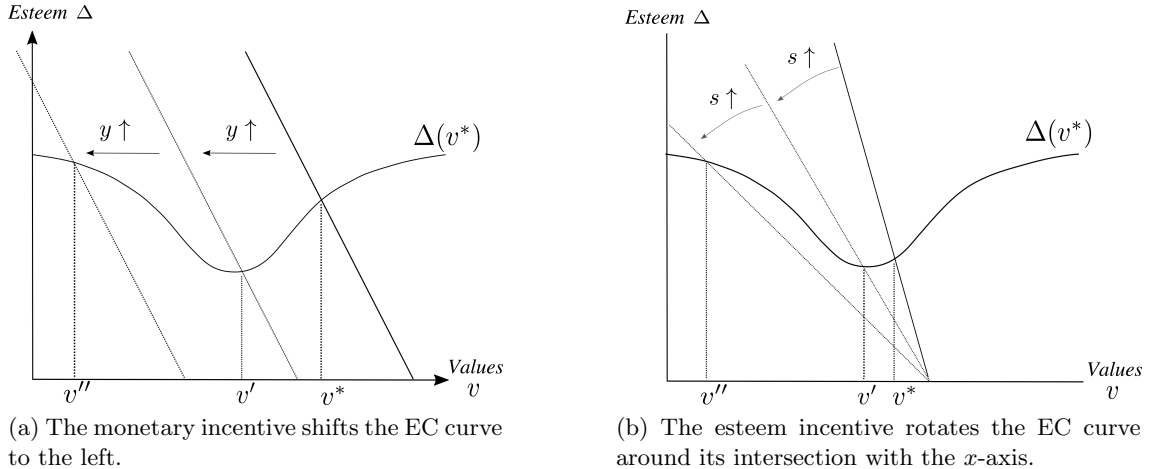 Esteem Δ
y ↑
y ↑
Δ(v*)
Values
v
v''
v'
v*
(a) The monetary incentive shifts the EC curve
to the left.
Esteem Δ
s ↑
s ↑
Δ(v*)
Values
v
v''
v'
v*
(b) The esteem incentive rotates the EC curve
around its intersection with the x-axis.